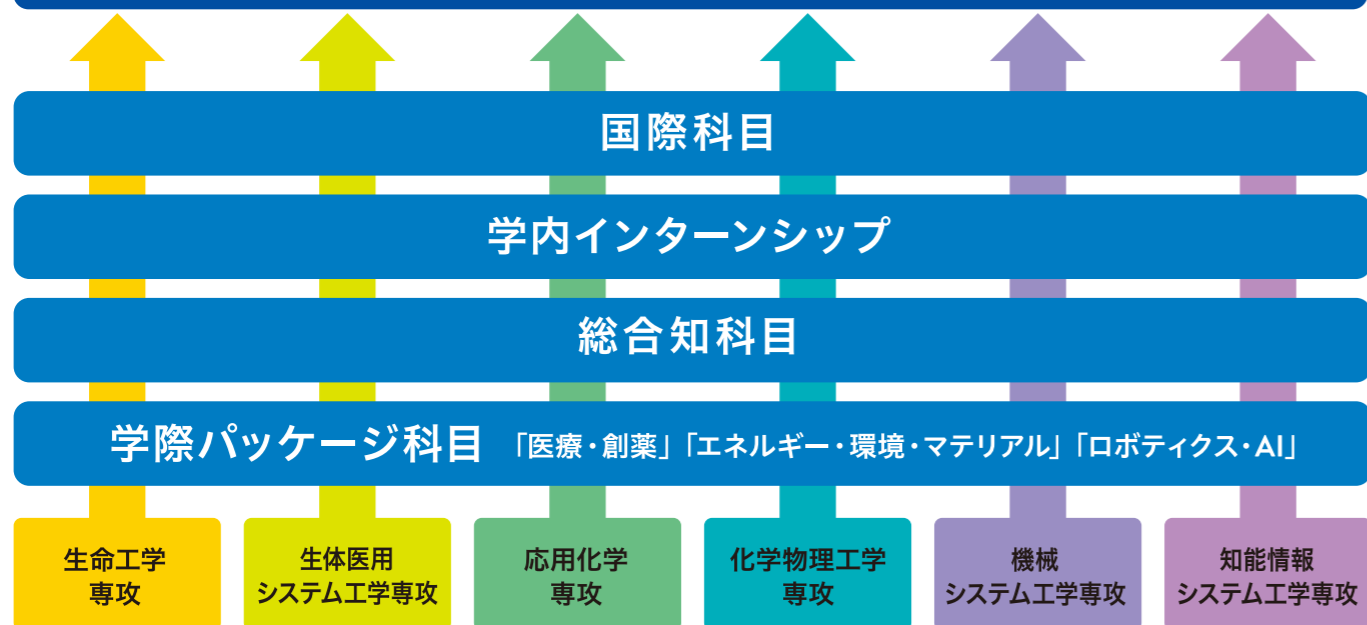 国際科目
学内インターンシップ
総合知科目
学際パッケージ科目 「医療・創薬」「エネルギー・環境・マテリアル」「ロボティクス・AI」
生命工学
専攻
生体医用
システム工学専攻
応用化学
専攻
化学物理工学
専攻
機械
システム工学専攻
知能情報
システム工学専攻